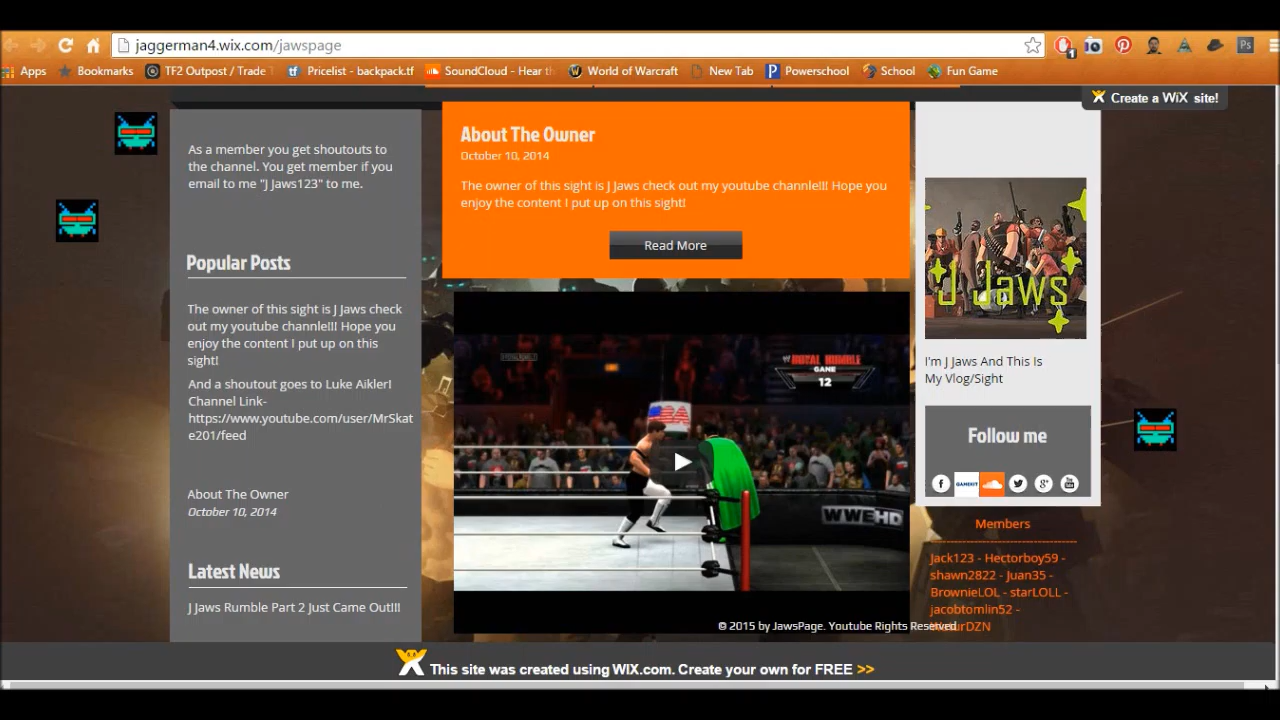 jaggerman4.wix.com/jawspage
1
Ps
Apps
Bookmarks
TF2 Outpost / Trade
Pricelist - backpack.tf
SoundCloud - Hear th
World of Warcraft
New Tab
Powerschool
School
Fun Game
Create a WiX site!
As a member you get shoutouts to
the channel. You get member if you
email to me "J Jaws123" to me.
Popular Posts
The owner of this sight is J Jaws check
out my youtube channle!!! Hope you
enjoy the content I put up on this
sight!
And a shoutout goes to Luke Aikler!
Channel Link-
https://www.youtube.com/user/MrSkat
e201/feed
About The Owner
October 10, 2014
Latest News
J Jaws Rumble Part 2 Just Came Out!!!
About The Owner
October 10, 2014
The owner of this sight is J Jaws check out my youtube channle!!! Hope you
enjoy the content I put up on this sight!
Read More
ROYAL RUMBLE
GAME
12
WWEHD
© 2015 by JawsPage. Youtube Rights Reserved
J Jaws
I'm J Jaws And This Is
My Vlog/Sight
Follow me
GAMEIT
Members
Jack123 - Hectorboy59 -
shawn2822 - Juan35 -
BrownieLOL - starLOLL -
jacobtomlin52 -
This site was created using WIX.com. Create your own for FREE >>